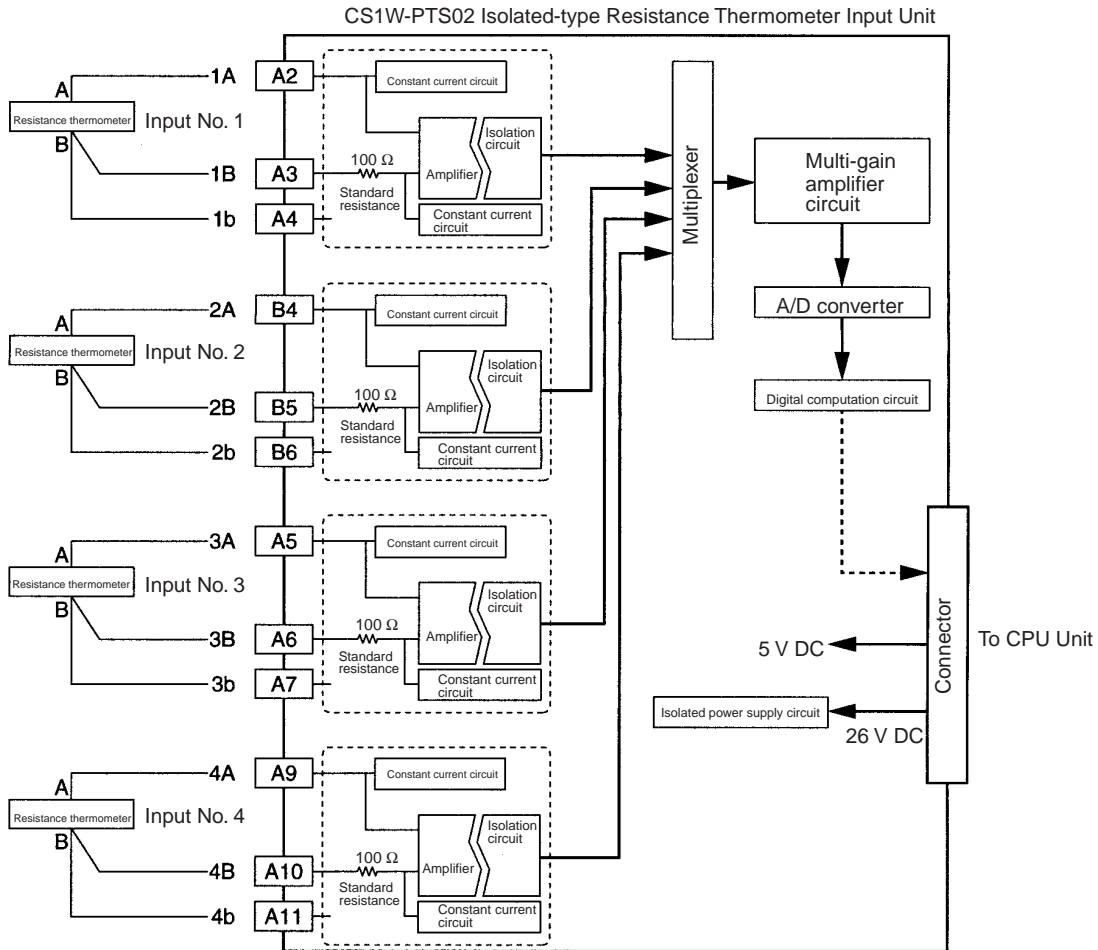 CS1W-PTS02 Isolated-type Resistance Thermometer Input Unit
1A
A2
A
Resistance thermometer
B
Input No. 1
1B
A3
1b
A4
Constant current circuit
100 Ω
Standard
resistance
Amplifier
Isolation
circuit
Constant current
circuit
2A
B4
A
Resistance thermometer
B
Input No. 2
2B
B5
2b
B6
Constant current circuit
100 Ω
Standard
resistance
Amplifier
Isolation
circuit
Constant current
circuit
3A
A5
A
Resistance thermometer
B
Input No. 3
3B
A6
3b
A7
Constant current circuit
100 Ω
Standard
resistance
Amplifier
Isolation
circuit
Constant current
circuit
4A
A9
A
Resistance thermometer
B
Input No. 4
4B
A10
4b
A11
Constant current circuit
100 Ω
Standard
resistance
Amplifier
Isolation
circuit
Constant current
circuit
Multiplexer
Multi-gain
amplifier
circuit
A/D converter
Digital computation circuit
Connector
To CPU Unit
5 V DC
Isolated power supply circuit
26 V DC